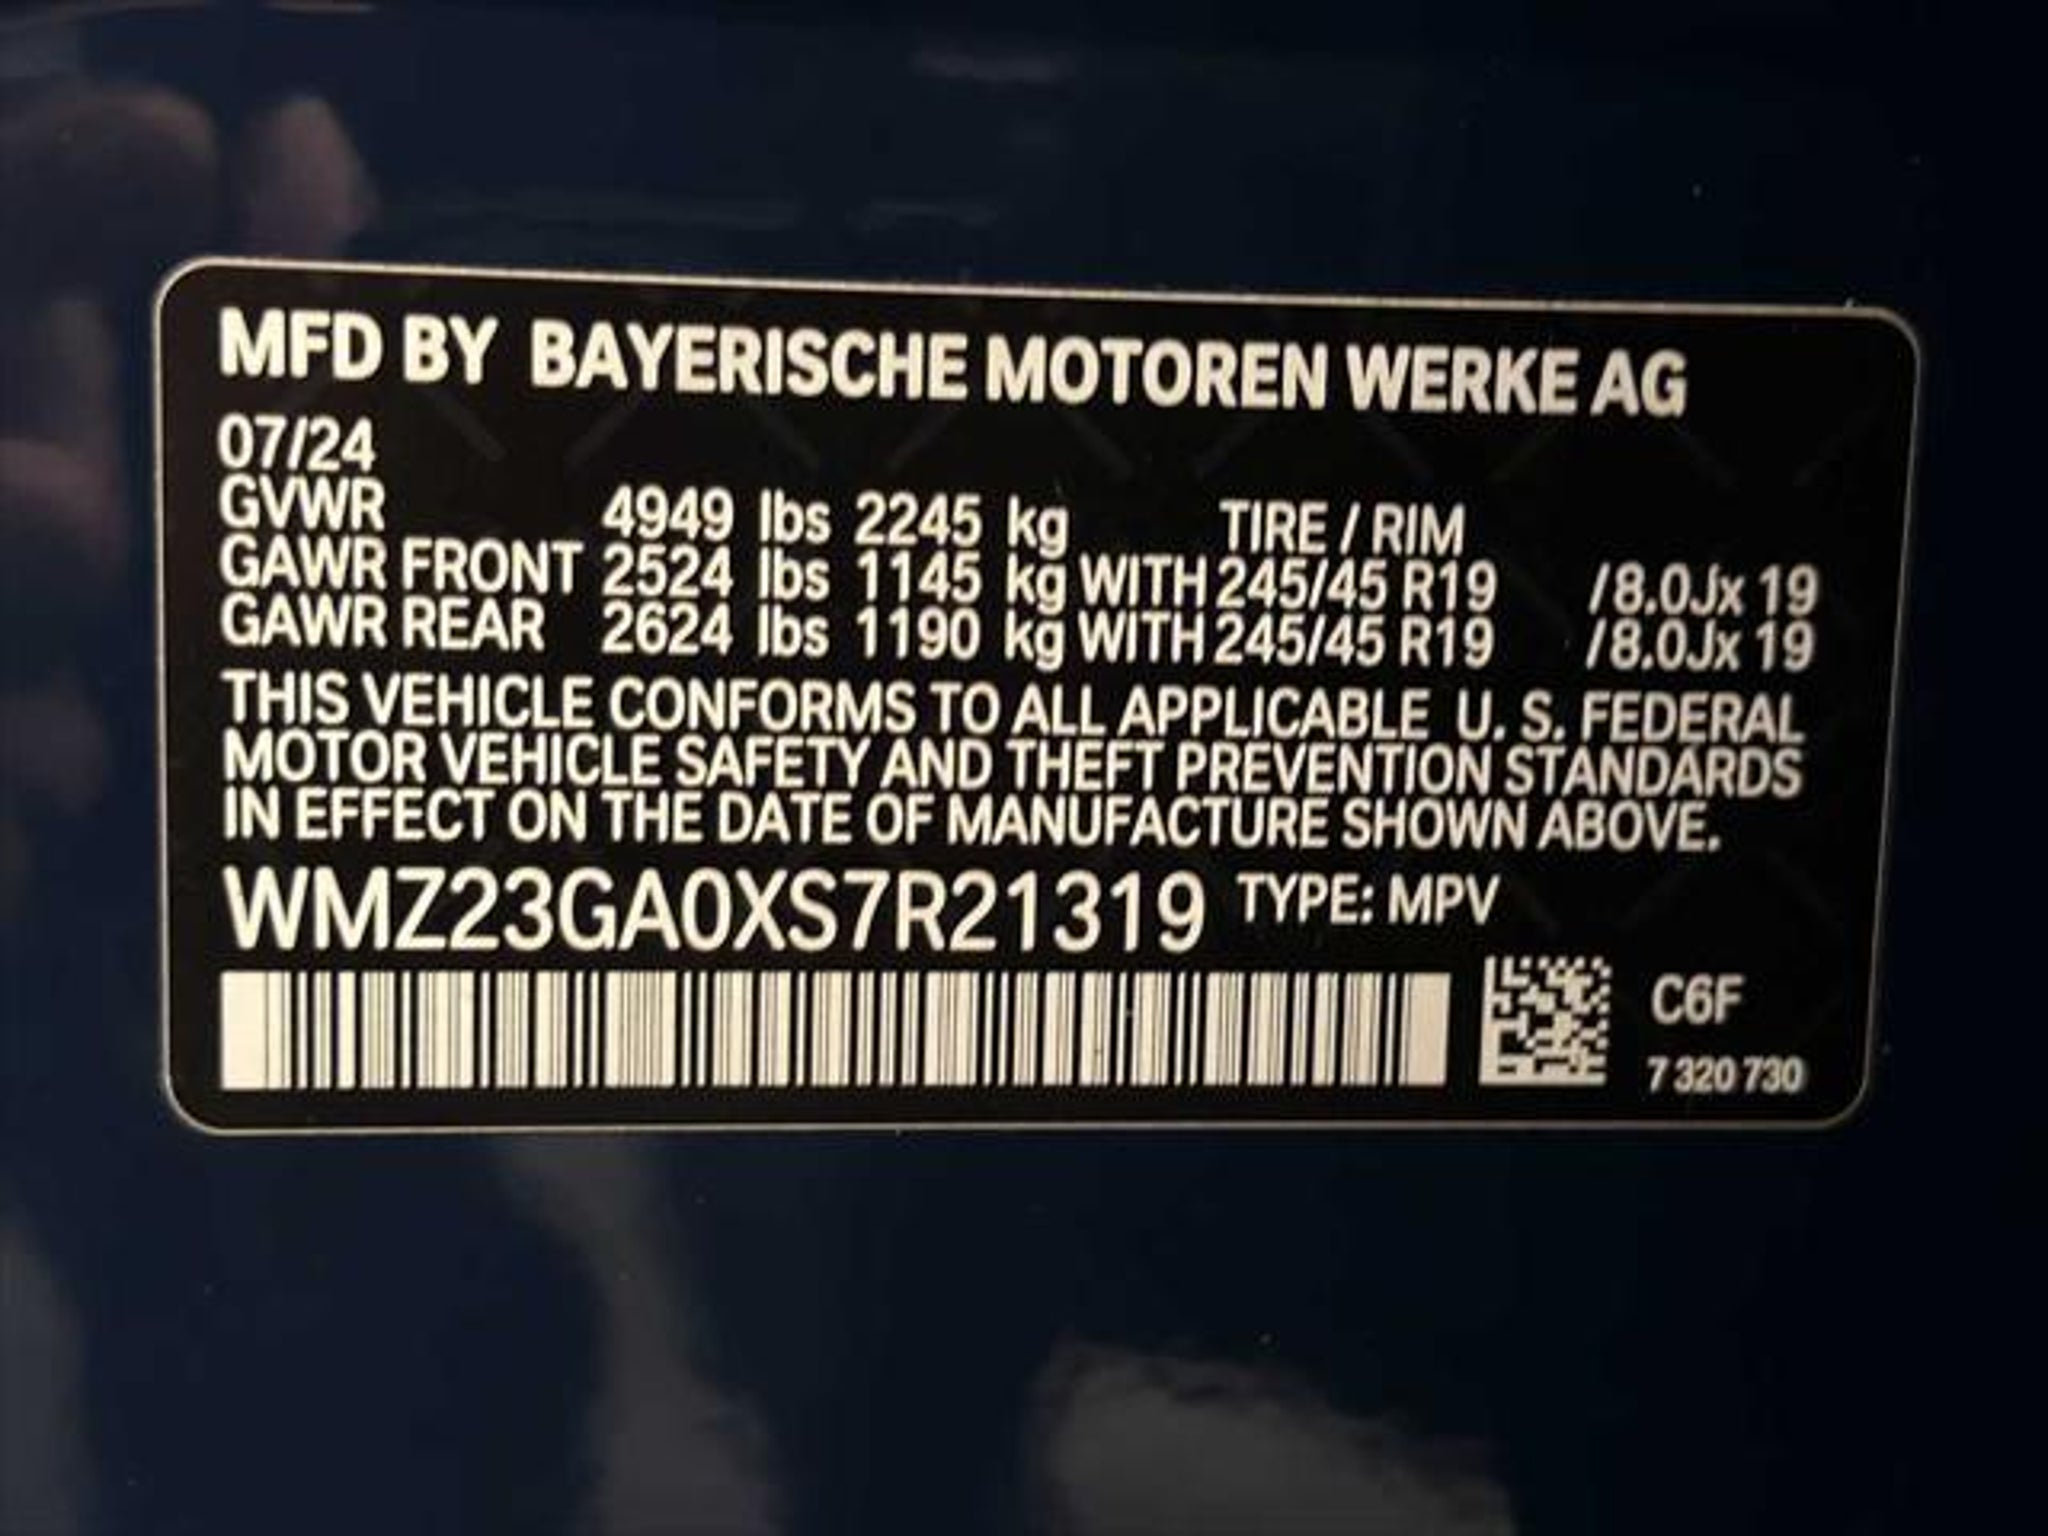 MFD BY BAYERISCHE MOTOREN WERKE AG
07/24
GVWR 4949 lbs 2245 kg TIRE / RIM
GAWR FRONT 2524 lbs 1145 kg WITH 245/45 R19 /8.0Jx 19
GAWR REAR 2624 lbs 1190 kg WITH 245/45 R19 /8.0Jx 19
THIS VEHICLE CONFORMS TO ALL APPLICABLE U. S. FEDERAL
MOTOR VEHICLE SAFETY AND THEFT PREVENTION STANDARDS
IN EFFECT ON THE DATE OF MANUFACTURE SHOWN ABOVE.
WMZ23GA0XS7R21319 TYPE: MPV
C6F
7 320 730